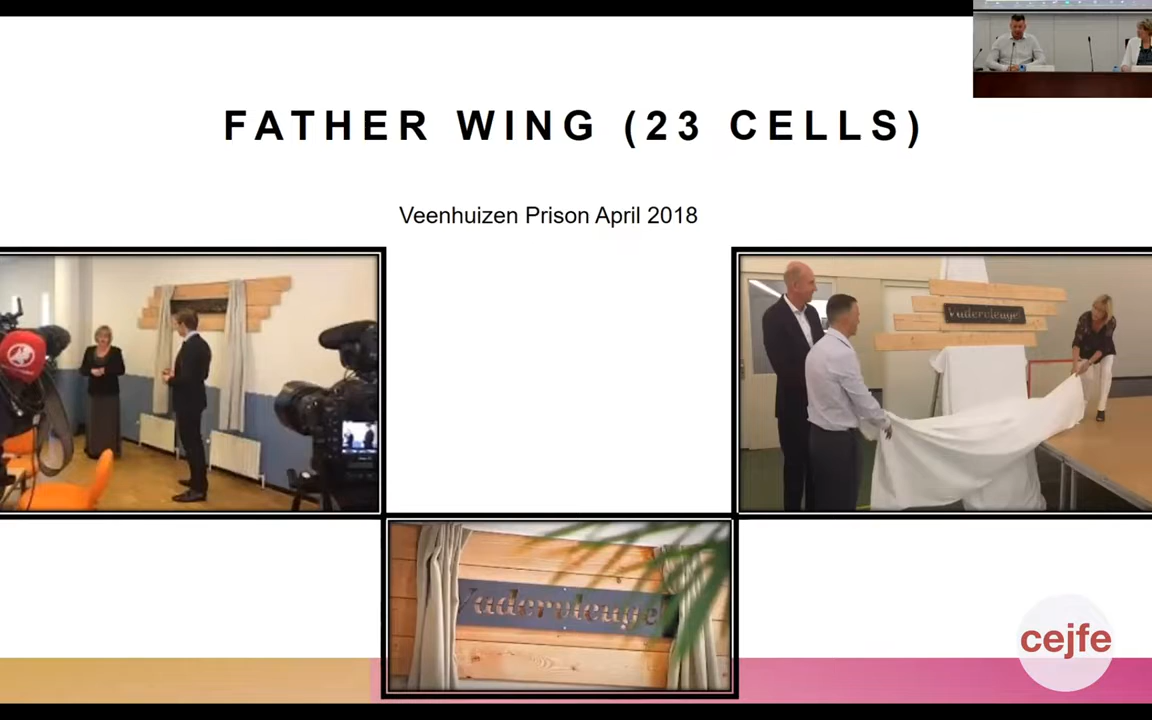 FATHER WING (23 CELLS)
Veenhuizen Prison April 2018
Vadervleugel
Vadervleugel
cejfe